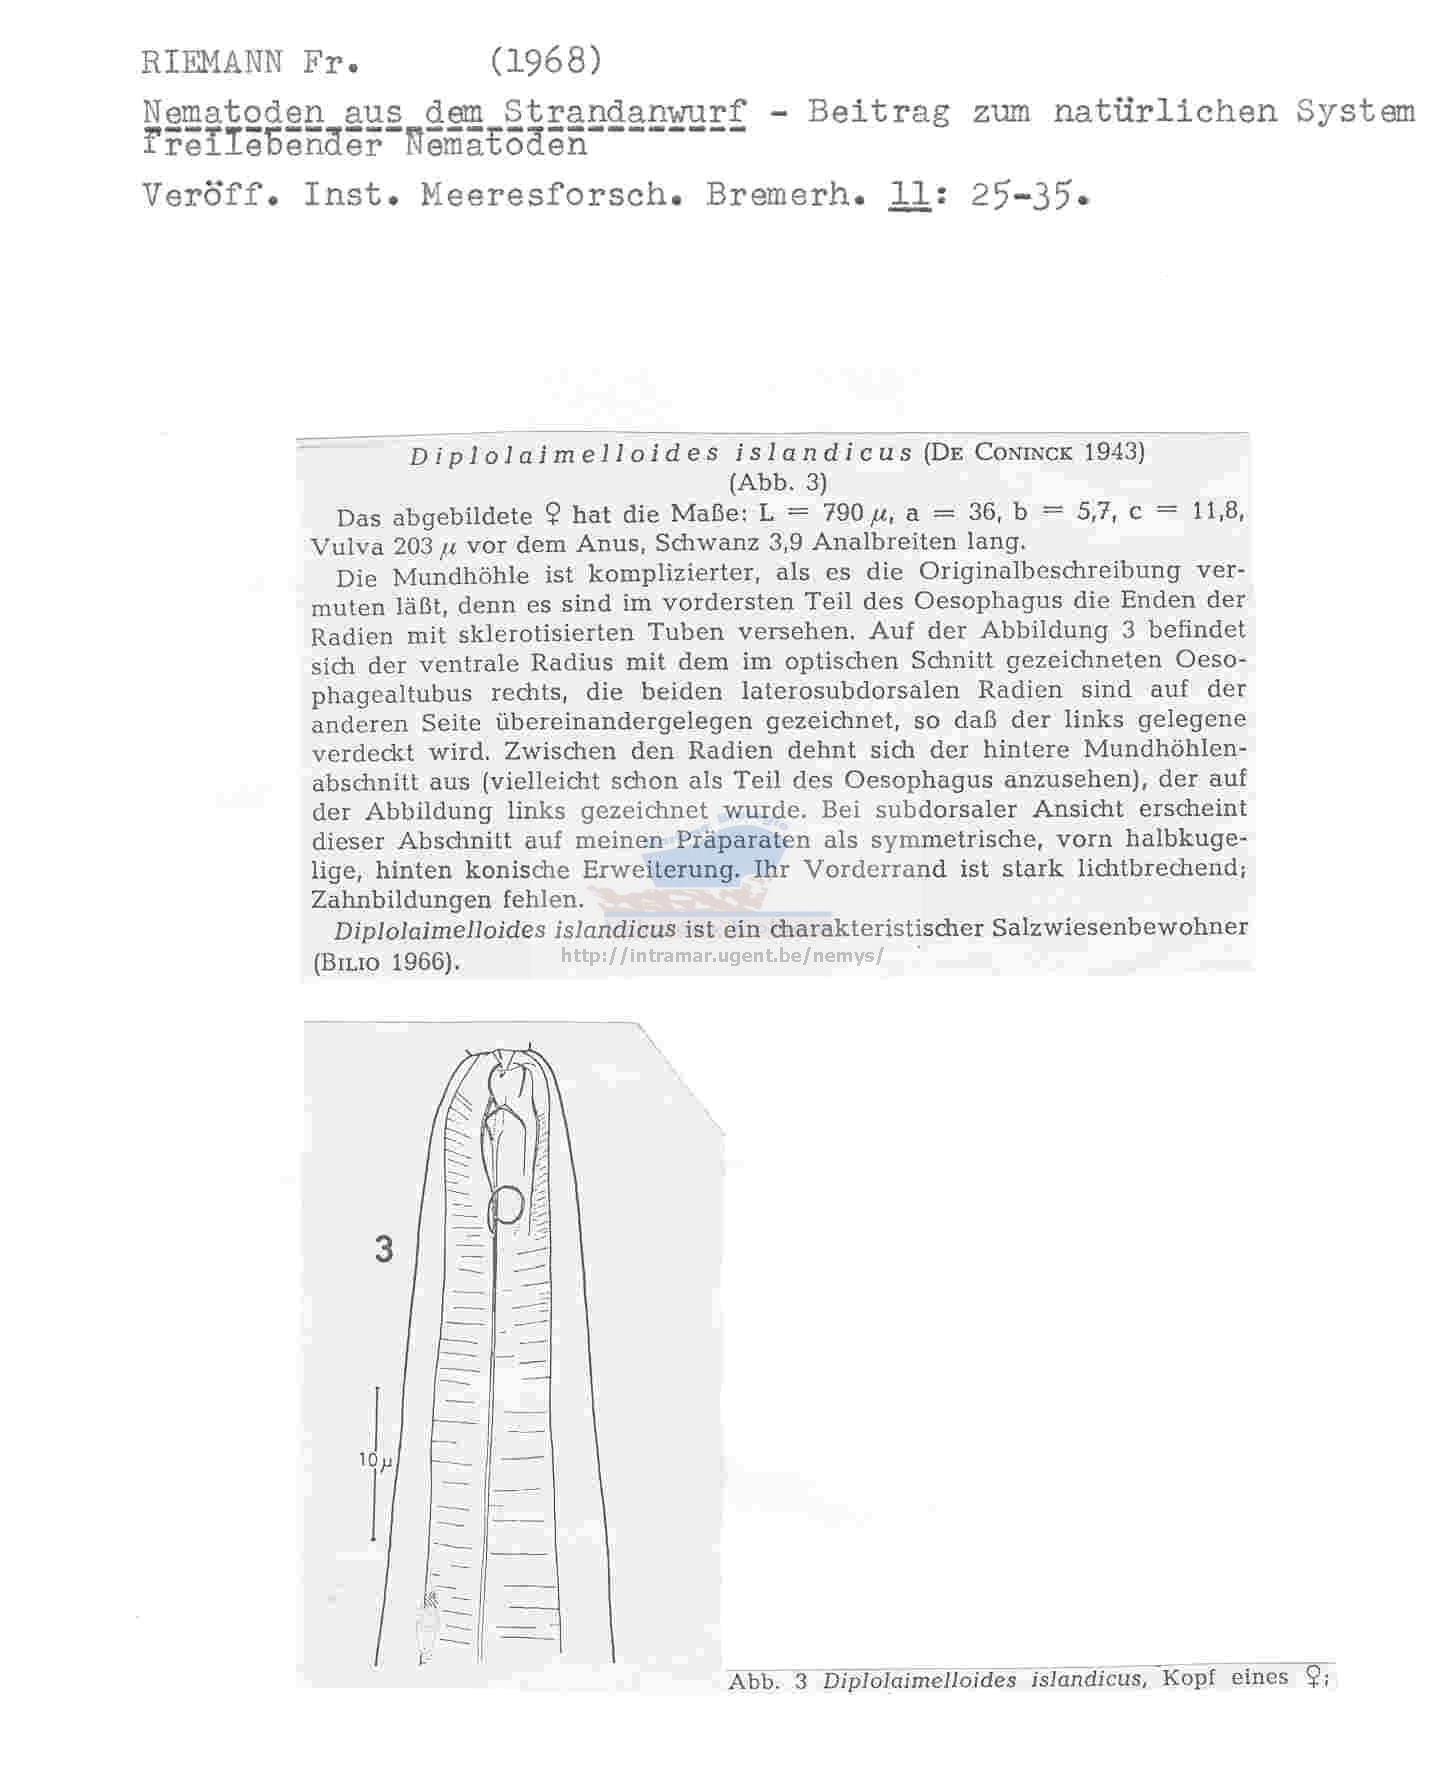 RIEMANN Fr. (1968)
Nematoden aus dem Strandanwurf - Beitrag zum natürlichen System
freilebender Nematoden
Veröff. Inst. Meeresforsch. Bremerh. 11: 25-35.
Diplolaimelloides islandicus (DE CONINCK 1943)
(Abb. 3)
Das abgebildete ♀ hat die Maße: L = 790 µ, a = 36, b = 5,7, c = 11,8,
Vulva 203 µ vor dem Anus, Schwanz 3,9 Analbreiten lang.
Die Mundhöhle ist komplizierter, als es die Originalbeschreibung ver-
muten läßt, denn es sind im vordersten Teil des Oesophagus die Enden der
Radien mit sklerotisierten Tuben versehen. Auf der Abbildung 3 befindet
sich der ventrale Radius mit dem im optischen Schnitt gezeichneten Oeso-
phagealtubus rechts, die beiden laterosubdorsalen Radien sind auf der
anderen Seite übereinandergelegen gezeichnet, so daß der links gelegene
verdeckt wird. Zwischen den Radien dehnt sich der hintere Mundhöhlen-
abschnitt aus (vielleicht schon als Teil des Oesophagus anzusehen), der auf
der Abbildung links gezeichnet wurde. Bei subdorsaler Ansicht erscheint
dieser Abschnitt auf meinen Präparaten als symmetrische, vorn halbkuge-
lige, hinten konische Erweiterung. Ihr Vorderrand ist stark lichtbrechend;
Zahnbildungen fehlen.
Diplolaimelloides islandicus ist ein charakteristischer Salzwiesenbewohner
(BILIO 1966).
http://intramar.ugent.be/nemys/
3
10 µ
Abb. 3 Diplolaimelloides islandicus, Kopf eines ♀;